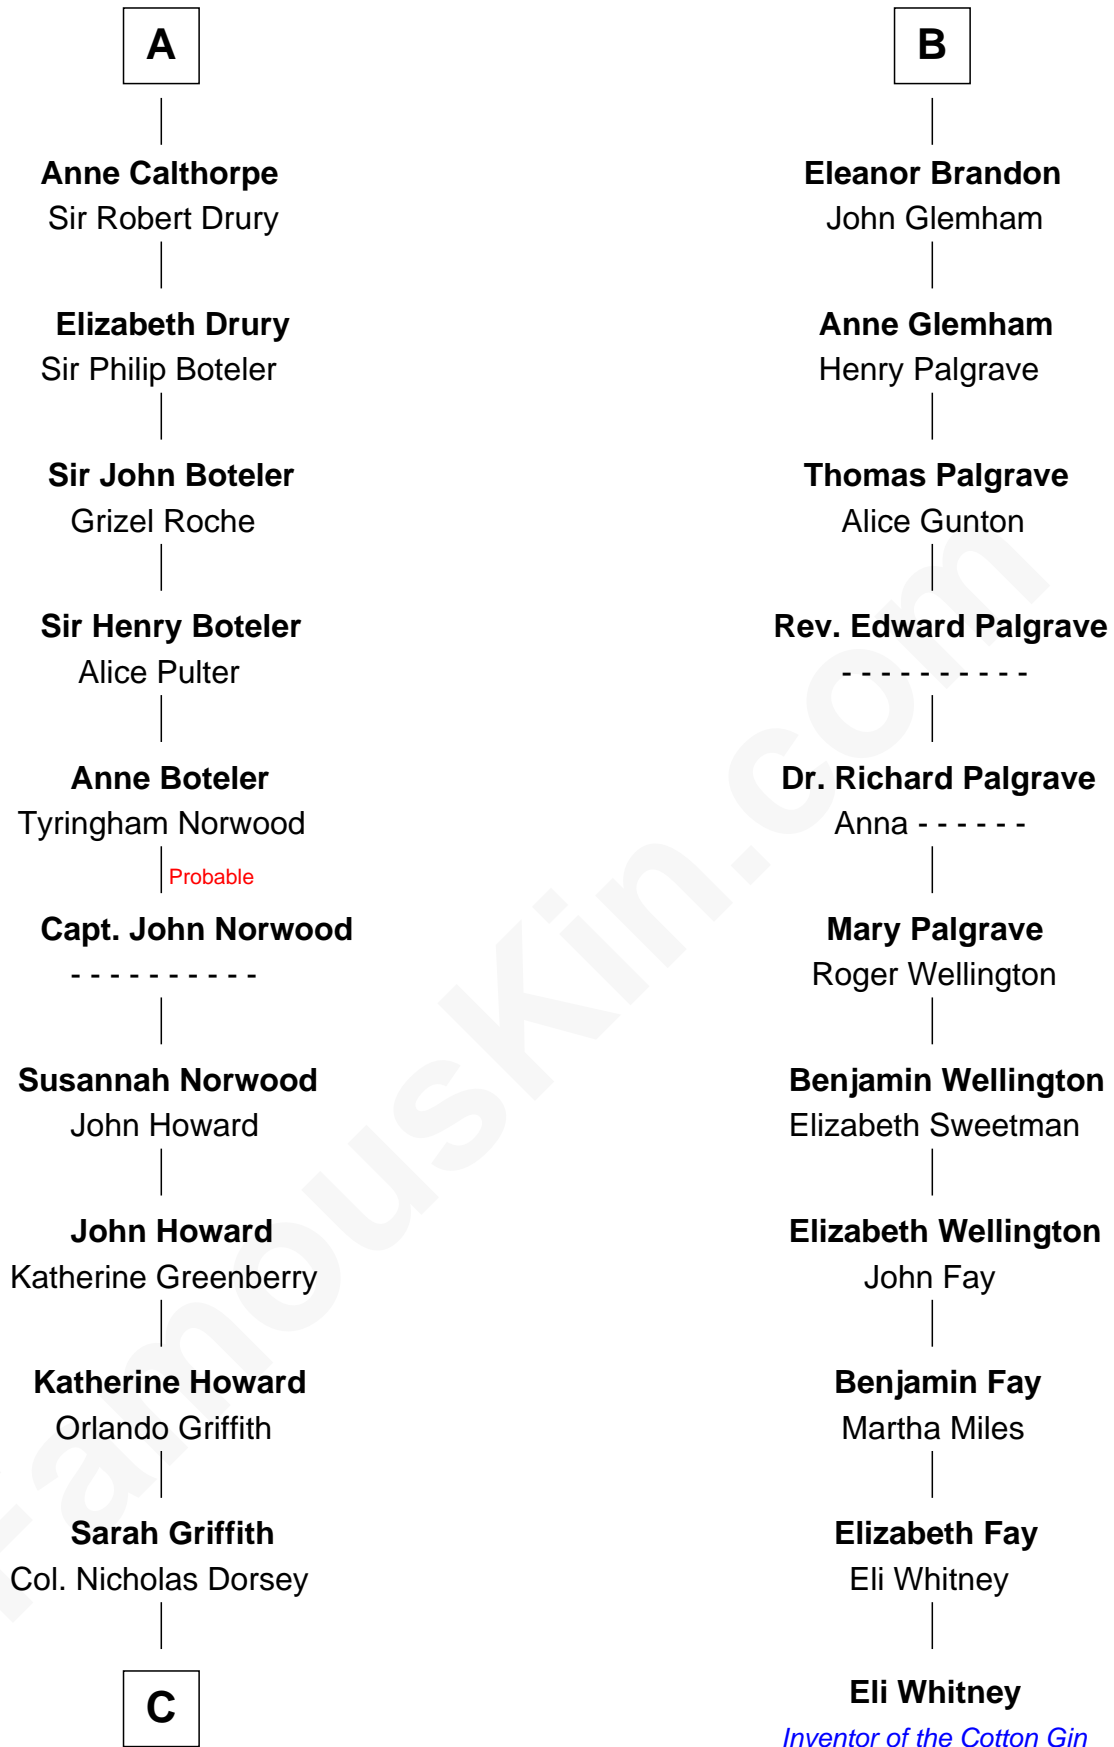 A
Anne Calthorpe
Sir Robert Drury
Elizabeth Drury
Sir Philip Boteler
Sir John Boteler
Grizel Roche
Sir Henry Boteler
Alice Pulter
Anne Boteler
Tyringham Norwood
Probable
Capt. John Norwood
- - - - - - - - - -
Susannah Norwood
John Howard
John Howard
Katherine Greenberry
Katherine Howard
Orlando Griffith
Sarah Griffith
Col. Nicholas Dorsey
C
B
Eleanor Brandon
John Glemham
Anne Glemham
Henry Palgrave
Thomas Palgrave
Alice Gunton
Rev. Edward Palgrave
- - - - - - - - - -
Dr. Richard Palgrave
Anna - - - - - -
Mary Palgrave
Roger Wellington
Benjamin Wellington
Elizabeth Sweetman
Elizabeth Wellington
John Fay
Benjamin Fay
Martha Miles
Elizabeth Fay
Eli Whitney
Eli Whitney
Inventor of the Cotton Gin
FamousKin.com